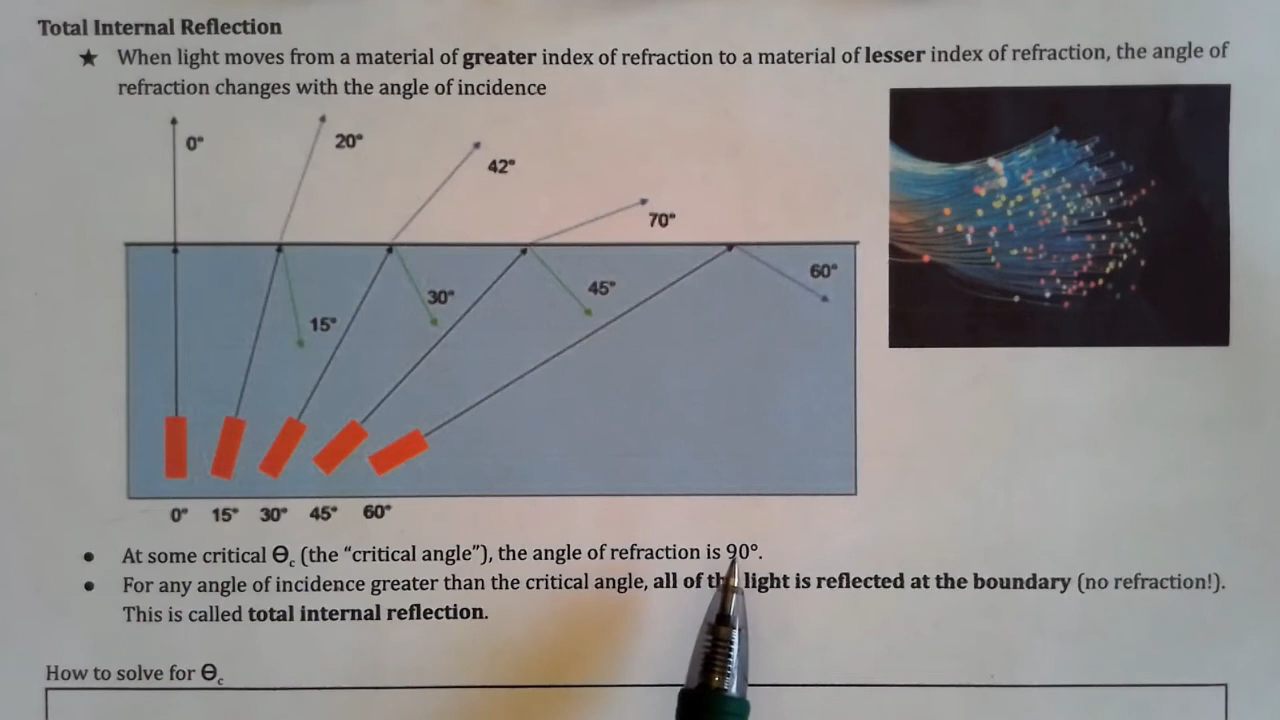 Total Internal Reflection
★ When light moves from a material of greater index of refraction to a material of lesser index of refraction, the angle of
refraction changes with the angle of incidence
0°
20°
42°
70°
60°
45°
30°
15°
0° 15° 30° 45° 60°
• At some critical Θc (the “critical angle”), the angle of refraction is 90°.
• For any angle of incidence greater than the critical angle, all of light is reflected at the boundary (no refraction!).
This is called total internal reflection.
How to solve for Θc